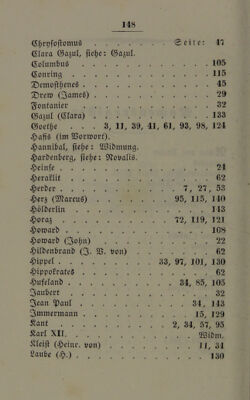 148
Chrysostomus . . . . . . . . Seite: 47
Clara Gazul, siehe: Gazul.
Columbus . . . . . . . . . . . 105
Conring . . . . . . . . . . . . 115
Demosthenes . . . . . . . . . . 45
Drew (James) . . . . . . . . . . 29
Fontanier . . . . . . . . . . . . 32
Gazul (Clara) . . . . . . . . . . 133
Goethe . . . 3, 11, 39, 41, 61, 93, 98, 124
Hafis (im Vorwort).
Hannibal, siehe: Widmung.
Hardenberg, siehe: Novalis.
Heinse . . . . . . . . . . . . . 24
Heraklit . . . . . . . . . . . . 62
Herder . . . . . . . . . 7, 27, 53
Herz (Marcus) . . . . . 95, 115, 140
Hölderlin . . . . . . . . . . . 143
Horaz . . . . . . . . 72, 119, 121
Howard . . . . . . . . . . . . 108
Howard (John) . . . . . . . . . 22
Hildenbrand (J. V. von) . . . . . 62
Hippel . . . . . . . 33, 97, 101, 130
Hippokrates . . . . . . . . . . . 62
Hufeland . . . . . . . . 34, 85, 105
Jaubert . . . . . . . . . . . . 32
Jean Paul . . . . . . . . . 34, 143
Immermann . . . . . . . . . 15, 129
Kant . . . . . . . . . 2, 34, 57, 95
Karl XII. . . . . . . . . . . Widm.
Kleist (Heinr. von) . . . . . . 11, 34
Laube (H.) . . . . . . . . . . . 130